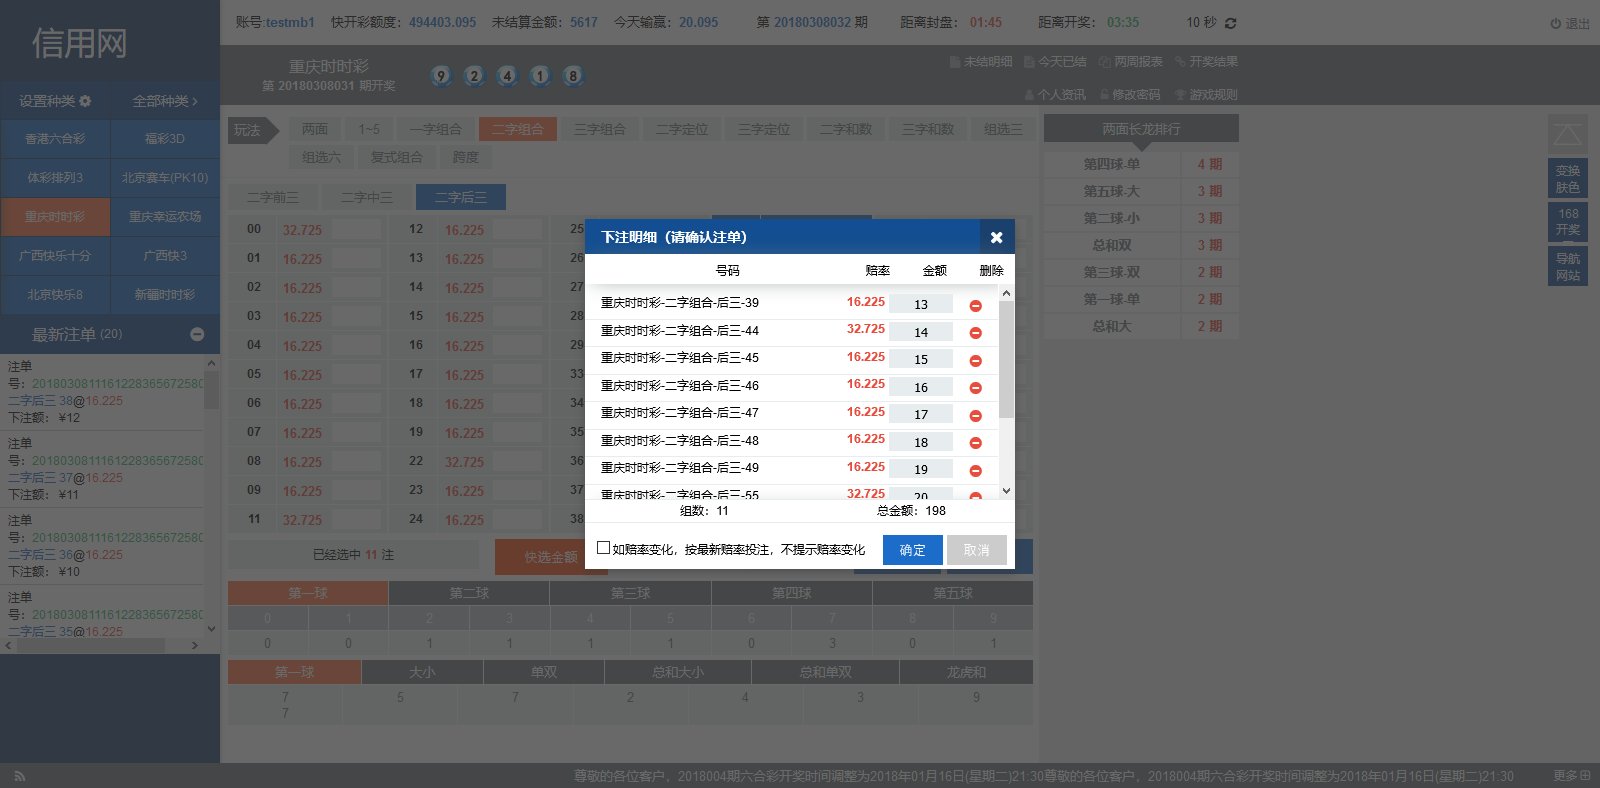 信用网
账号:testmb1 快开彩额度：494403.095 未结算金额：5617 今天输赢：20.095 第 20180308032 期 距离封盘：01:45 距离开奖：03:35 10 秒 退出
重庆时时彩
第 20180308031 期开奖
9 2 4 1 8
未结明细 今天已结 两周报表 开奖结果
个人资讯 修改密码 游戏规则
设置种类 全部种类
香港六合彩 福彩3D
体彩排列3 北京赛车(PK10)
重庆时时彩 重庆幸运农场
广西快乐十分 广西快3
北京快乐8 新疆时时彩
最新注单 (20)
注单
号：20180308111612283656725​80
二字后三 38@16.225
下注额： ¥12
注单
号：2018030811161228365672580
二字后三 37@16.225
下注额： ¥11
注单
号：2018030811161228365672580
二字后三 36@16.225
下注额： ¥10
注单
号：2018030811161228365672580
二字后三 35@16.225
玩法 两面 1~5 一字组合 二字组合 三字组合 二字定位 三字定位 二字和数 三字和数 组选三
组选六 复式组合 跨度
二字前三 二字中三 二字后三
00 32.725 12 16.225 25
01 16.225 13 16.225 26
02 16.225 14 16.225 27
03 16.225 15 16.225 28
04 16.225 16 16.225 29
05 16.225 17 16.225 33
06 16.225 18 16.225 34
07 16.225 19 16.225 35
08 16.225 22 32.725 36
09 16.225 23 16.225 37
11 32.725 24 16.225 38
下注明细（请确认注单）
号码 赔率 金额 删除
重庆时时彩-二字组合-后三-39 16.225 13
重庆时时彩-二字组合-后三-44 32.725 14
重庆时时彩-二字组合-后三-45 16.225 15
重庆时时彩-二字组合-后三-46 16.225 16
重庆时时彩-二字组合-后三-47 16.225 17
重庆时时彩-二字组合-后三-48 16.225 18
重庆时时彩-二字组合-后三-49 16.225 19
重庆时时彩-二字组合-后三-55 32.725 20
组数：11 总金额：198
如赔率变化，按最新赔率投注，不提示赔率变化 确定 取消
已经选中 11 注 快选金额
第一球 第二球 第三球 第四球 第五球
0 1 2 3 4 5 6 7 8 9
0 0 1 1 1 1 0 3 0 1
第一球 大小 单双 总和大小 总和单双 龙虎和
7 5 7 2 4 3 9
7
两面长龙排行
第四球-单 4 期
第五球-大 3 期
第二球-小 3 期
总和双 3 期
第三球-双 2 期
第一球-单 2 期
总和大 2 期
变换
肤色
168
开奖
导航
网站
尊敬的各位客户，2018004期六合彩开奖时间调整为2018年01月16日(星期二)21:30尊敬的各位客户，2018004期六合彩开奖时间调整为2018年01月16日(星期二)21:30 更多